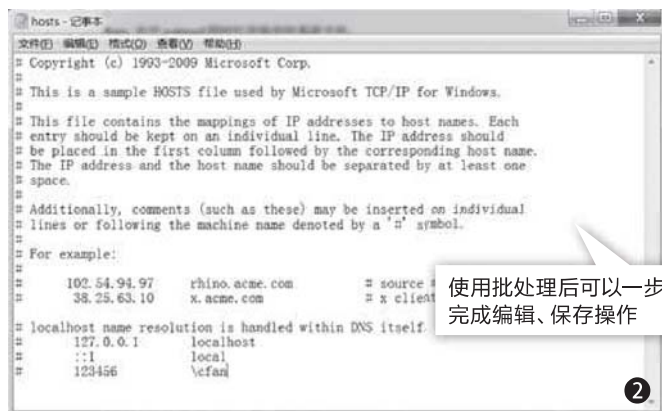 hosts - 记事本
文件(F) 编辑(E) 格式(O) 查看(V) 帮助(H)
# Copyright (c) 1993-2009 Microsoft Corp.
#
# This is a sample HOSTS file used by Microsoft TCP/IP for Windows.
#
# This file contains the mappings of IP addresses to host names. Each
# entry should be kept on an individual line. The IP address should
# be placed in the first column followed by the corresponding host name.
# The IP address and the host name should be separated by at least one
# space.
#
# Additionally, comments (such as these) may be inserted on individual
# lines or following the machine name denoted by a '#' symbol.
#
# For example:
#
# 102.54.94.97 rhino.acme.com # source
# 38.25.63.10 x.acme.com # x client
# localhost name resolution is handled within DNS itself.
# 127.0.0.1 localhost
# ::1 local
# 123456 \cfan
使用批处理后可以一步
完成编辑、保存操作
2